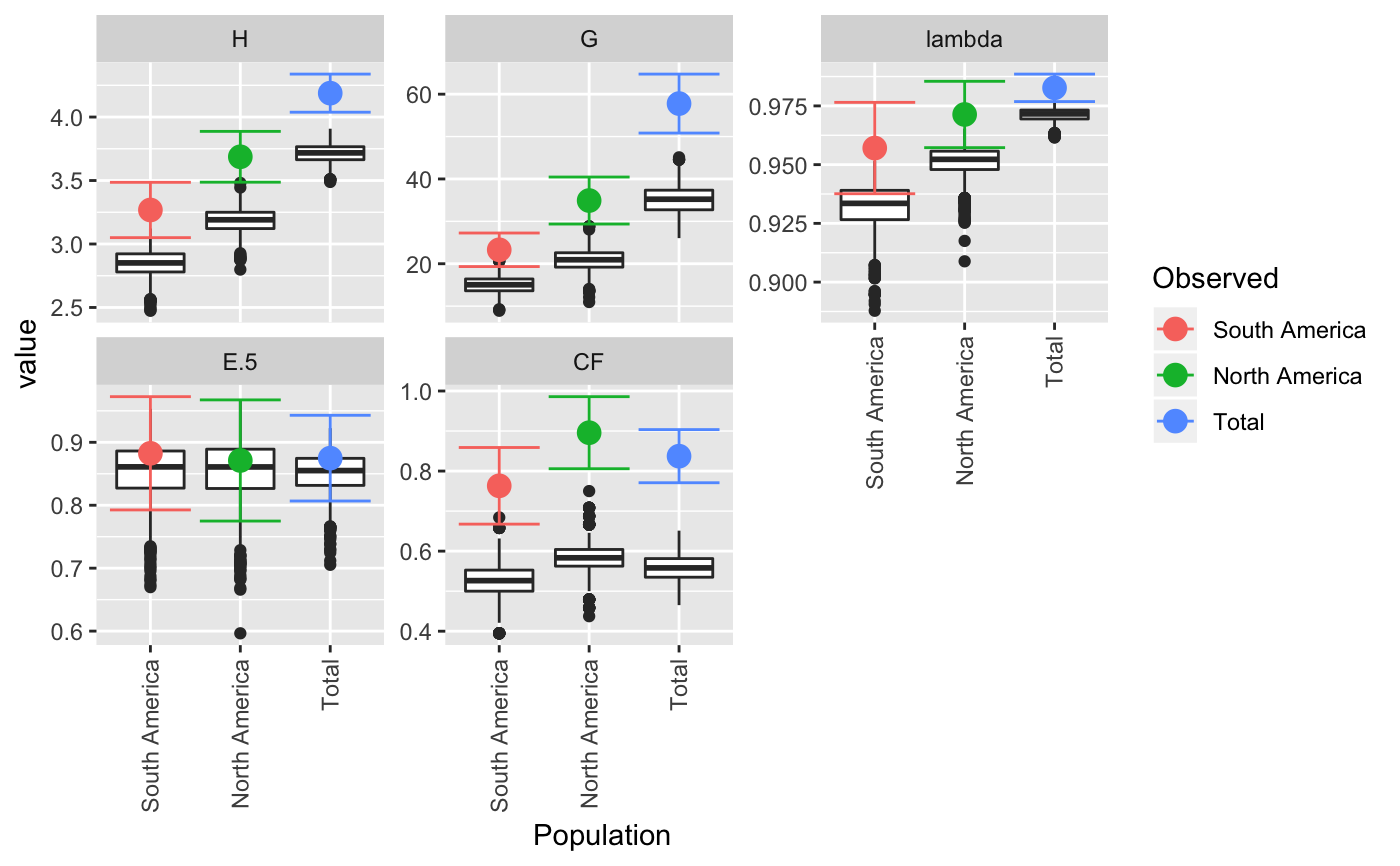 H
G
lambda
4.0
3.5
3.0
2.5
60
40
20
0.975
0.950
0.925
0.900
South America
North America
Total
value
E.5
CF
0.9
0.8
0.7
0.6
1.0
0.8
0.6
0.4
South America
North America
Total
South America
North America
Total
Population
Observed
South America
North America
Total